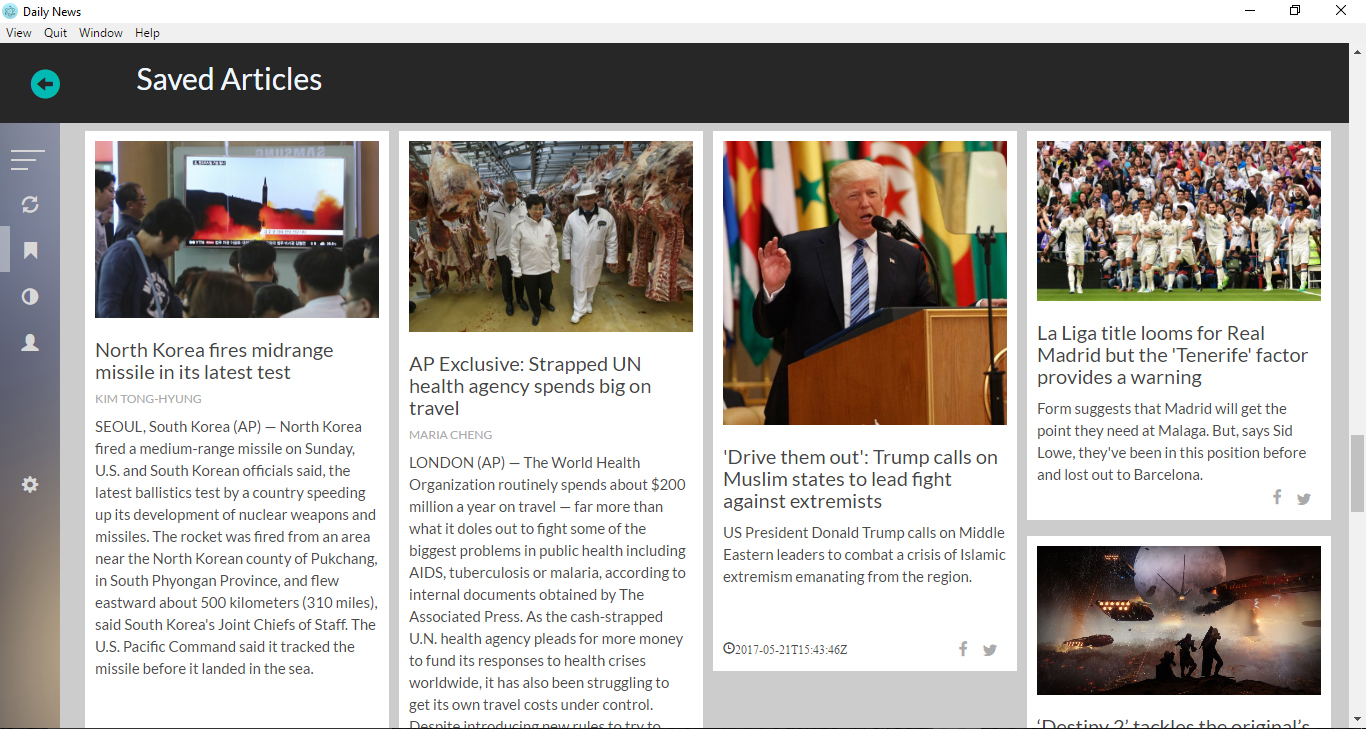 Daily News
View Quit Window Help
Saved Articles
North Korea fires midrange
missile in its latest test
KIM TONG-HYUNG
SEOUL, South Korea (AP) — North Korea
fired a medium-range missile on Sunday,
U.S. and South Korean officials said, the
latest ballistics test by a country speeding
up its development of nuclear weapons and
missiles. The rocket was fired from an area
near the North Korean county of Pukchang,
in South Phyongan Province, and flew
eastward about 500 kilometers (310 miles),
said South Korea's Joint Chiefs of Staff. The
U.S. Pacific Command said it tracked the
missile before it landed in the sea.
AP Exclusive: Strapped UN
health agency spends big on
travel
MARIA CHENG
LONDON (AP) — The World Health
Organization routinely spends about $200
million a year on travel — far more than
what it doles out to fight some of the
biggest problems in public health including
AIDS, tuberculosis or malaria, according to
internal documents obtained by The
Associated Press. As the cash-strapped
U.N. health agency pleads for more money
to fund its responses to health crises
worldwide, it has also been struggling to
get its own travel costs under control.
Despite introducing new rules to try to
'Drive them out': Trump calls on
Muslim states to lead fight
against extremists
US President Donald Trump calls on Middle
Eastern leaders to combat a crisis of Islamic
extremism emanating from the region.
2017-05-21T15:43:46Z
La Liga title looms for Real
Madrid but the 'Tenerife' factor
provides a warning
Form suggests that Madrid will get the
point they need at Malaga. But, says Sid
Lowe, they've been in this position before
and lost out to Barcelona.
‘Destiny 2’ tackles the original’s